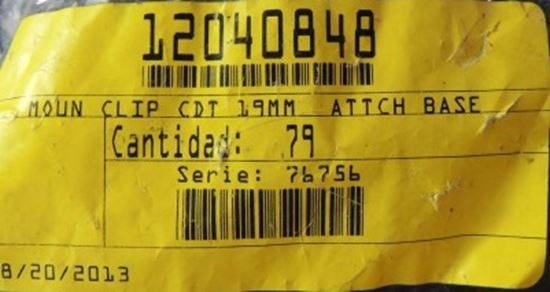 12040848
MOUN CLIP CDT 19MM ATTCH BASE
Cantidad: 79
Serie: 76756
8/20/2013